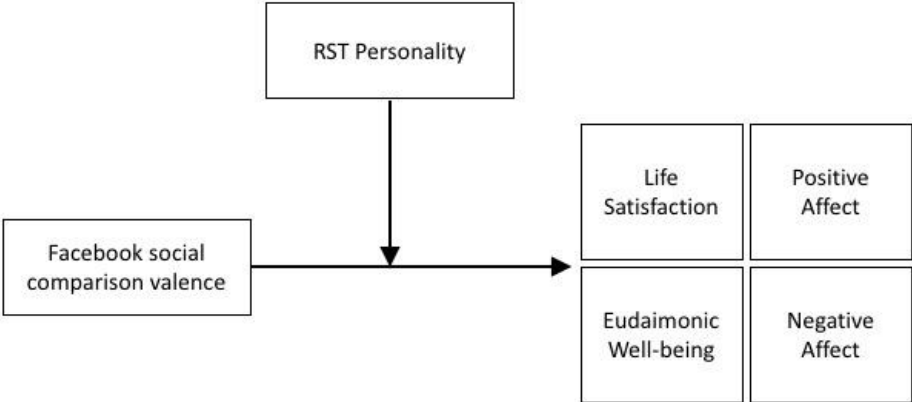 RST Personality
Facebook social
comparison valence
Life
Satisfaction
Positive
Affect
Eudaimonic
Well-being
Negative
Affect